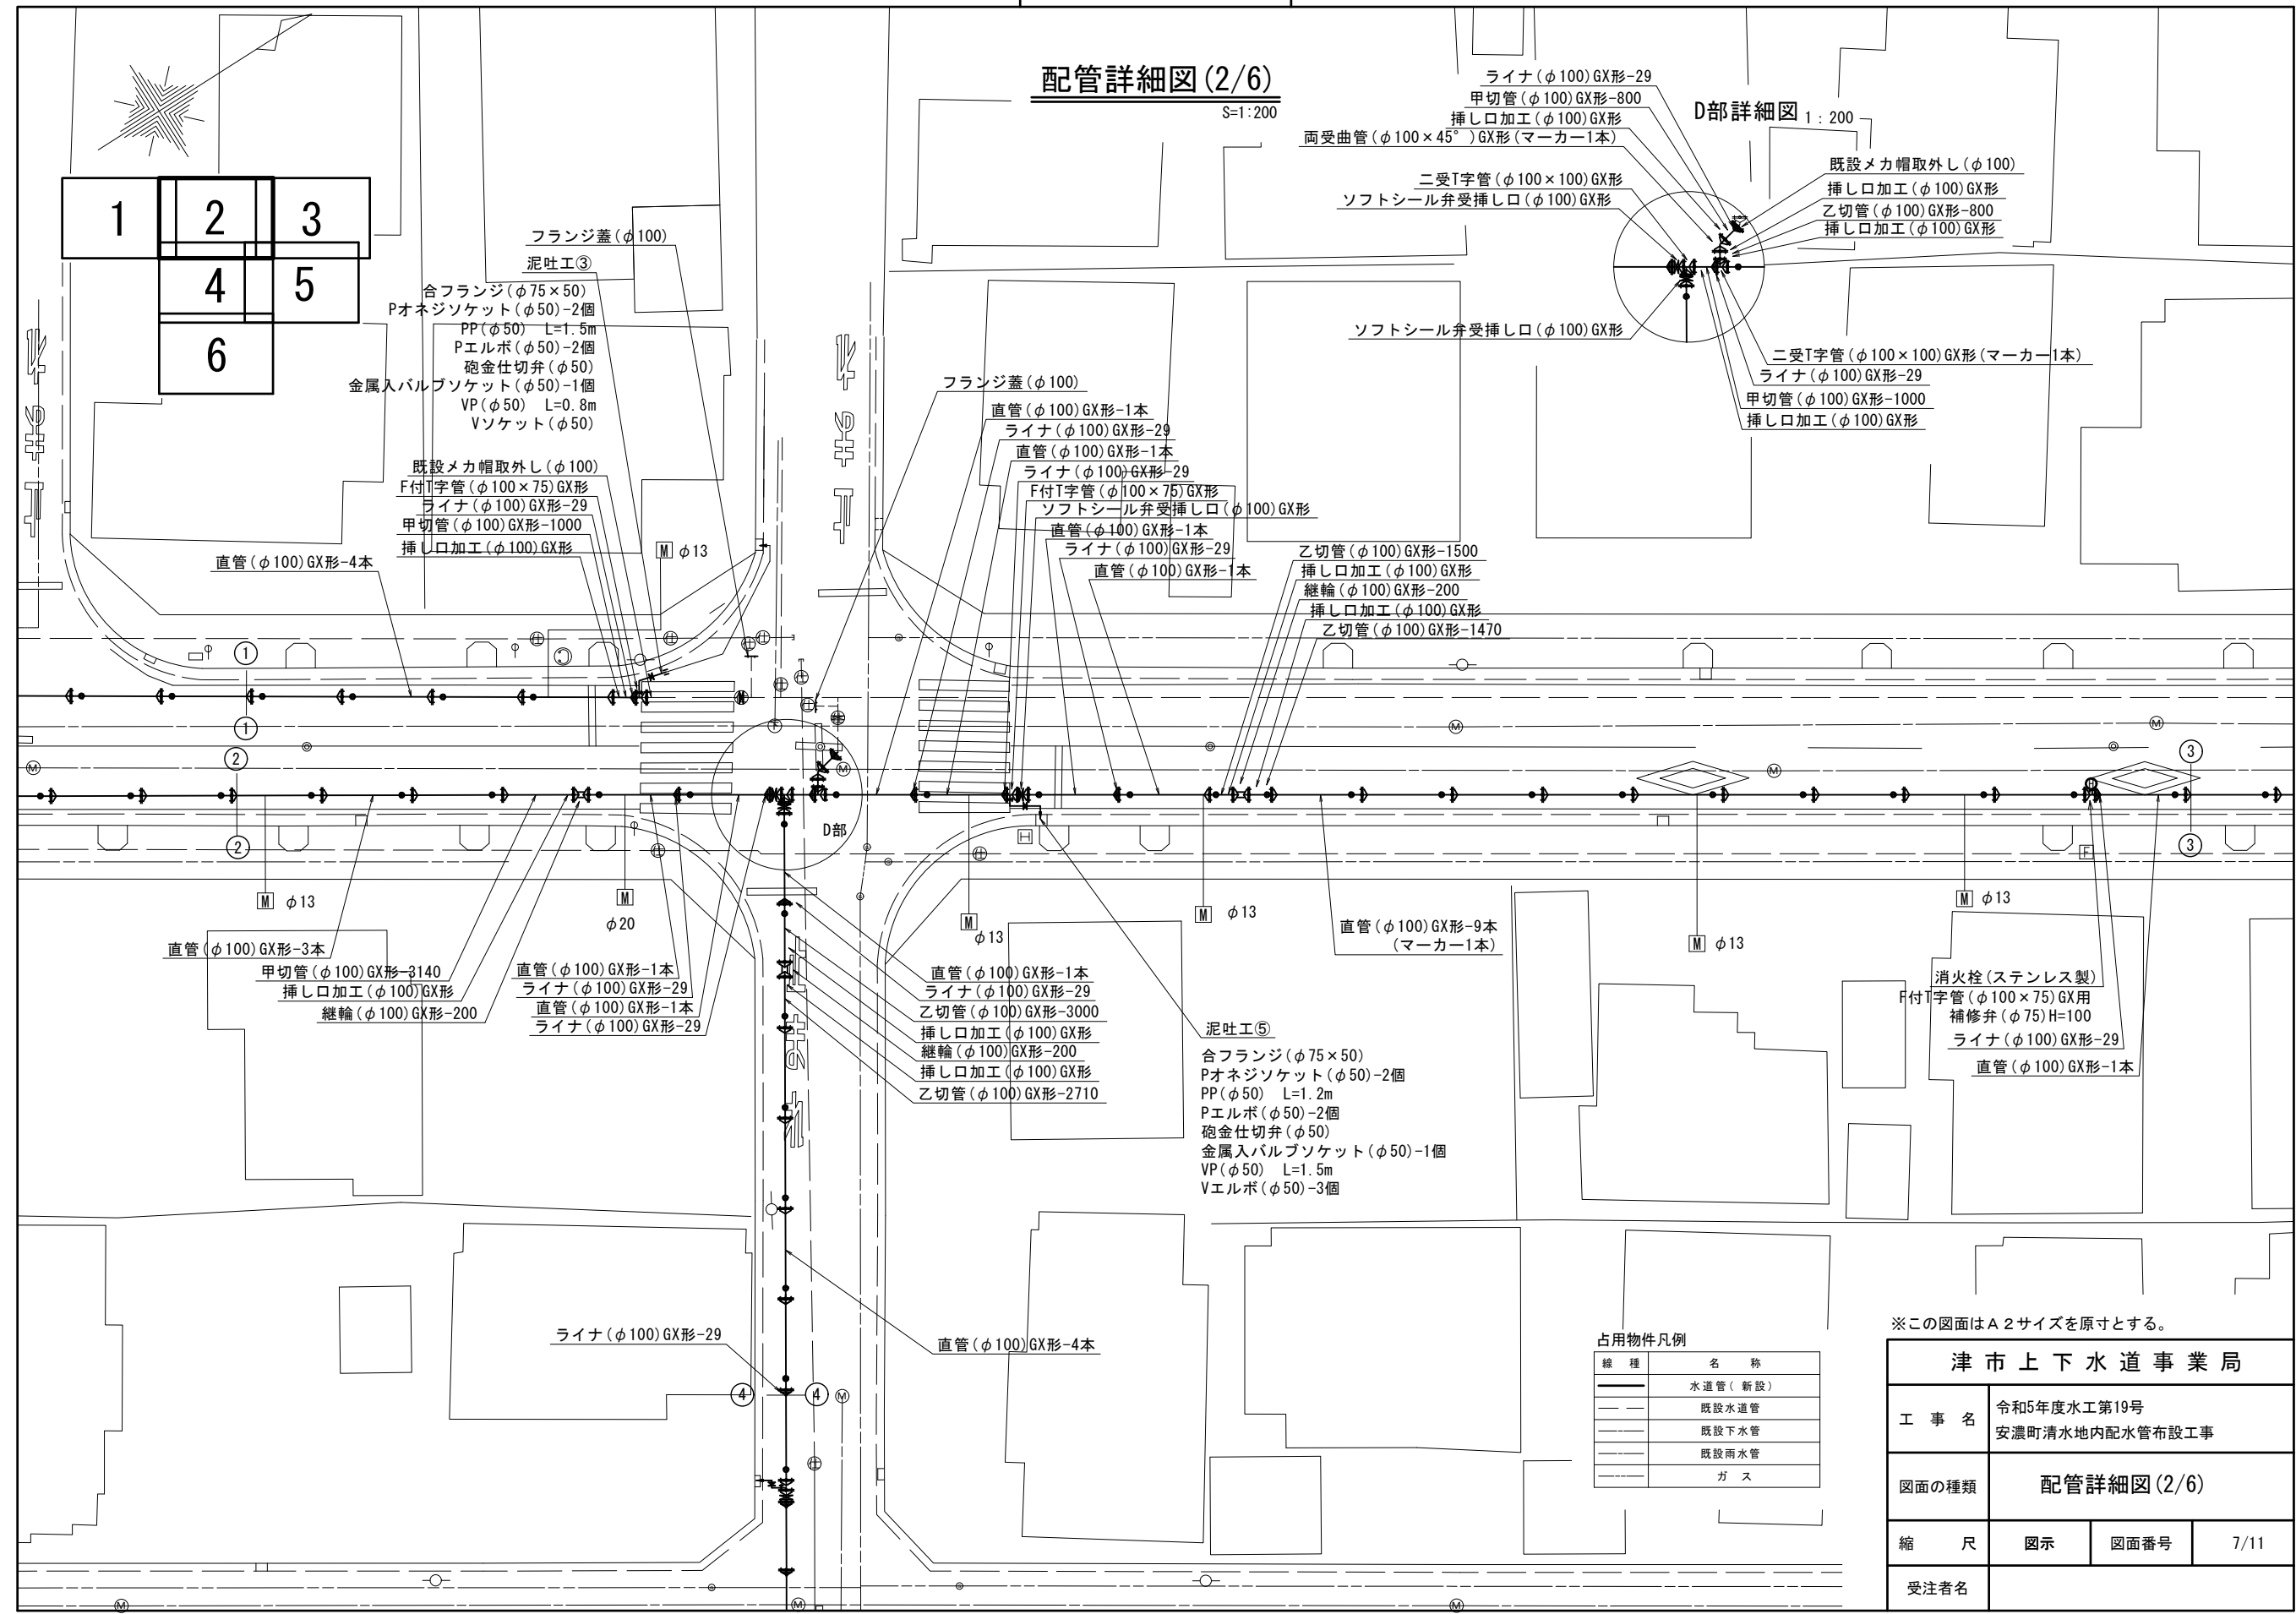 配管詳細図(2/6)
S=1:200
1
2
3
4
5
6
D部詳細図 1:200
ライナ(φ100)GX形-29
甲切管(φ100)GX形-800
挿し口加工(φ100)GX形
両受曲管(φ100×45°)GX形(マーカー1本)
二受T字管(φ100×100)GX形
ソフトシール弁受挿し口(φ100)GX形
既設メカ帽取外し(φ100)
挿し口加工(φ100)GX形
乙切管(φ100)GX形-800
挿し口加工(φ100)GX形
ソフトシール弁受挿し口(φ100)GX形
二受T字管(φ100×100)GX形(マーカー1本)
ライナ(φ100)GX形-29
甲切管(φ100)GX形-1000
挿し口加工(φ100)GX形
フランジ蓋(φ100)
泥吐工③
合フランジ(φ75×50)
Pオネジソケット(φ50)-2個
PP(φ50) L=1.5m
Pエルボ(φ50)-2個
砲金仕切弁(φ50)
金属入バルブソケット(φ50)-1個
VP(φ50) L=0.8m
Vソケット(φ50)
既設メカ帽取外し(φ100)
F付T字管(φ100×75)GX形
ライナ(φ100)GX形-29
甲切管(φ100)GX形-1000
挿し口加工(φ100)GX形
直管(φ100)GX形-4本
M φ13
フランジ蓋(φ100)
直管(φ100)GX形-1本
ライナ(φ100)GX形-29
直管(φ100)GX形-1本
ライナ(φ100)GX形-29
F付T字管(φ100×75)GX形
ソフトシール弁受挿し口(φ100)GX形
直管(φ100)GX形-1本
ライナ(φ100)GX形-29
直管(φ100)GX形-1本
乙切管(φ100)GX形-1500
挿し口加工(φ100)GX形
継輪(φ100)GX形-200
挿し口加工(φ100)GX形
乙切管(φ100)GX形-1470
止まれ
止まれ
止まれ
1
1
2
2
3
3
D部
H
F
M φ13
M
φ20
M
φ13
M φ13
M φ13
M φ13
直管(φ100)GX形-3本
甲切管(φ100)GX形-3140
挿し口加工(φ100)GX形
継輪(φ100)GX形-200
直管(φ100)GX形-1本
ライナ(φ100)GX形-29
直管(φ100)GX形-1本
ライナ(φ100)GX形-29
直管(φ100)GX形-1本
ライナ(φ100)GX形-29
乙切管(φ100)GX形-3000
挿し口加工(φ100)GX形
継輪(φ100)GX形-200
挿し口加工(φ100)GX形
乙切管(φ100)GX形-2710
直管(φ100)GX形-9本
(マーカー1本)
泥吐工⑤
合フランジ(φ75×50)
Pオネジソケット(φ50)-2個
PP(φ50) L=1.2m
Pエルボ(φ50)-2個
砲金仕切弁(φ50)
金属入バルブソケット(φ50)-1個
VP(φ50) L=1.5m
Vエルボ(φ50)-3個
消火栓(ステンレス製)
F付T字管(φ100×75)GX用
補修弁(φ75)H=100
ライナ(φ100)GX形-29
直管(φ100)GX形-1本
ライナ(φ100)GX形-29
直管(φ100)GX形-4本
4
4
占用物件凡例
線種 名称
水道管(新設)
既設水道管
既設下水管
既設雨水管
ガス
※この図面はA2サイズを原寸とする。
津市上下水道事業局
工事名
令和5年度水工第19号
安濃町清水地内配水管布設工事
図面の種類 配管詳細図(2/6)
縮尺 図示 図面番号 7/11
受注者名